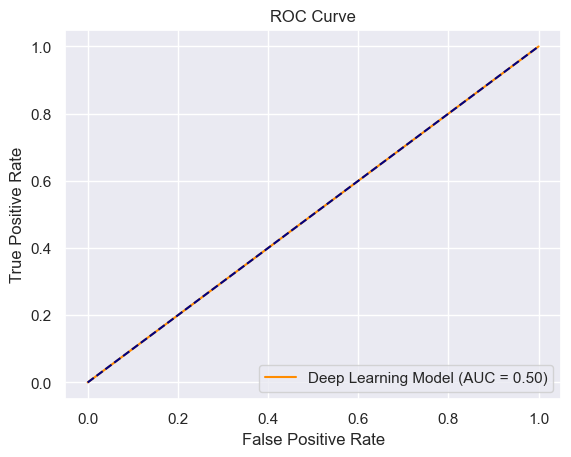 ROC Curve
True Positive Rate
1.0
0.8
0.6
0.4
0.2
0.0
0.0 0.2 0.4 0.6 0.8 1.0
False Positive Rate
Deep Learning Model (AUC = 0.50)